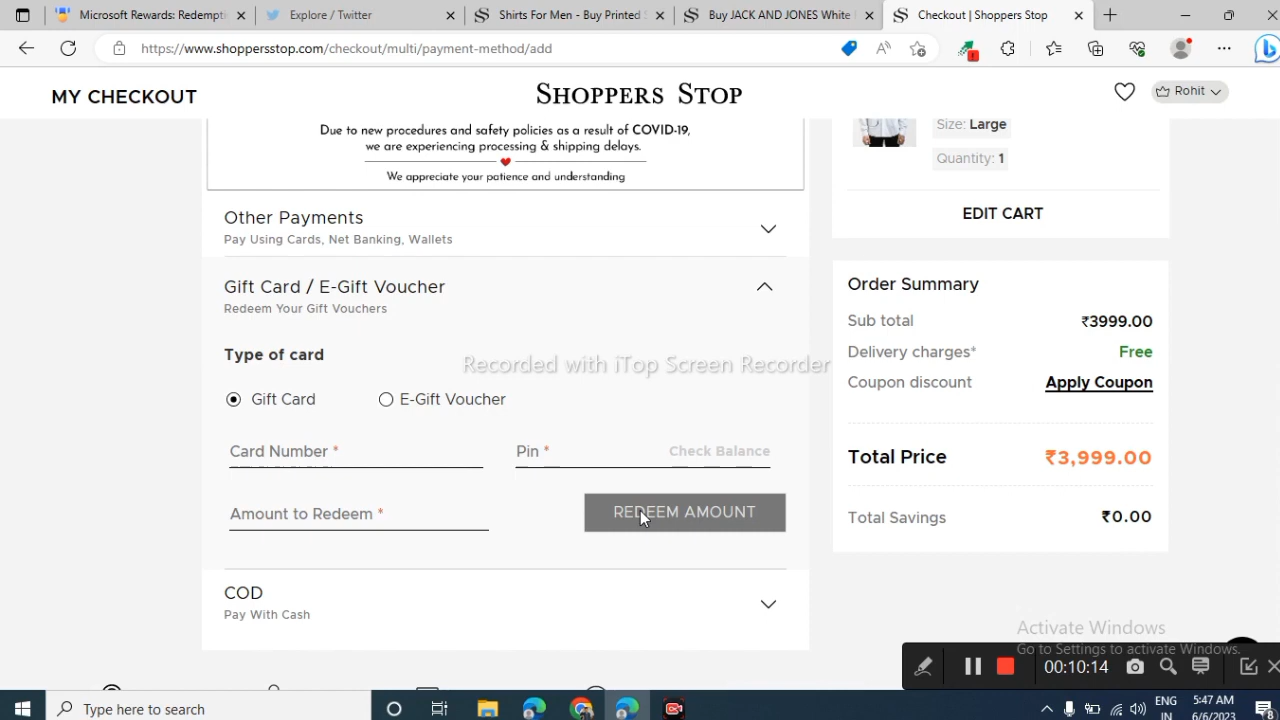 Microsoft Rewards: Redempti
Explore / Twitter
Shirts For Men - Buy Printed S
Buy JACK AND JONES White
Checkout | Shoppers Stop
https://www.shoppersstop.com/checkout/multi/payment-method/add
MY CHECKOUT
SHOPPERS STOP
Rohit
Due to new procedures and safety policies as a result of COVID-19,
we are experiencing processing & shipping delays.
We appreciate your patience and understanding
Size: Large
Quantity: 1
EDIT CART
Other Payments
Pay Using Cards, Net Banking, Wallets
Gift Card / E-Gift Voucher
Redeem Your Gift Vouchers
Type of card
Gift Card
E-Gift Voucher
Card Number *
Pin *
Check Balance
Amount to Redeem *
REDEEM AMOUNT
COD
Pay With Cash
Order Summary
Sub total
₹3999.00
Delivery charges*
Free
Coupon discount
Apply Coupon
Total Price
₹3,999.00
Total Savings
₹0.00
Recorded with iTop Screen Recorder
Activate Windows
Go to Settings to activate Windows.
00:10:14
Type here to search
ENG
IN
5:47 AM
6/6/2023